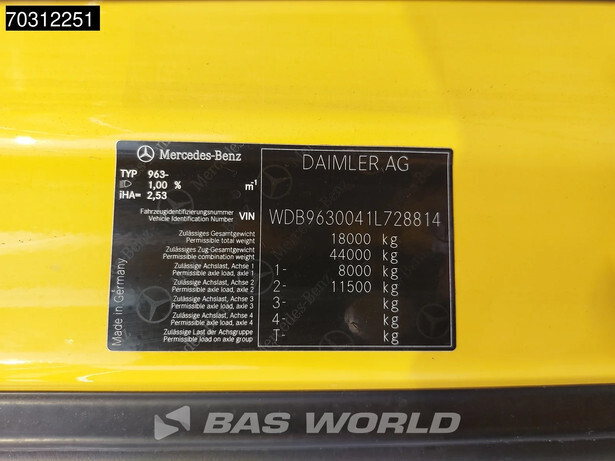 70312251
Mercedes-Benz
DAIMLER AG
TYP 963-
1,00 % m⁻¹
iHA= 2,53
Fahrzeugidentifizierungsnummer
Vehicle Identification Number VIN WDB9630041L728814
Zulässiges Gesamtgewicht
Permissible total weight 18000 kg
Zulässiges Zug-Gesamtgewicht
Permissible combination weight 44000 kg
Zulässige Achslast, Achse 1
Permissible axle load, axle 1 1- 8000 kg
Zulässige Achslast, Achse 2
Permissible axle load, axle 2 2- 11500 kg
Zulässige Achslast, Achse 3
Permissible axle load, axle 3 3- kg
Zulässige Achslast, Achse 4
Permissible axle load, axle 4 4- kg
Zulässige Last der Achsgruppe
Permissible load on axle group T- kg
Made in Germany
BAS WORLD